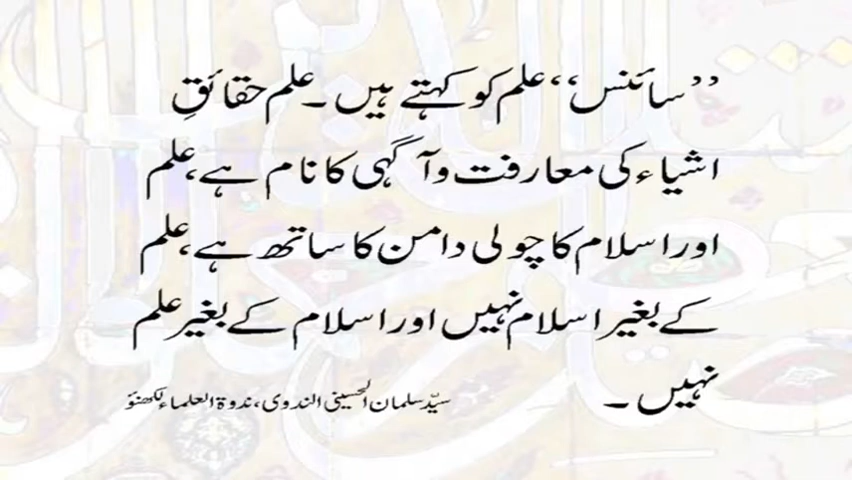 ”سائنس“ علم کو کہتے ہیں۔ علم حقائقِ
اشیاء کی معارفت و آگہی کا نام ہے، علم
اور اسلام کا چولی دامن کا ساتھ ہے، علم
کے بغیر اسلام نہیں اور اسلام کے بغیر علم
نہیں۔
سیّد سلمان الحسینی الندوی، ندوۃ العلماء لکھنؤ